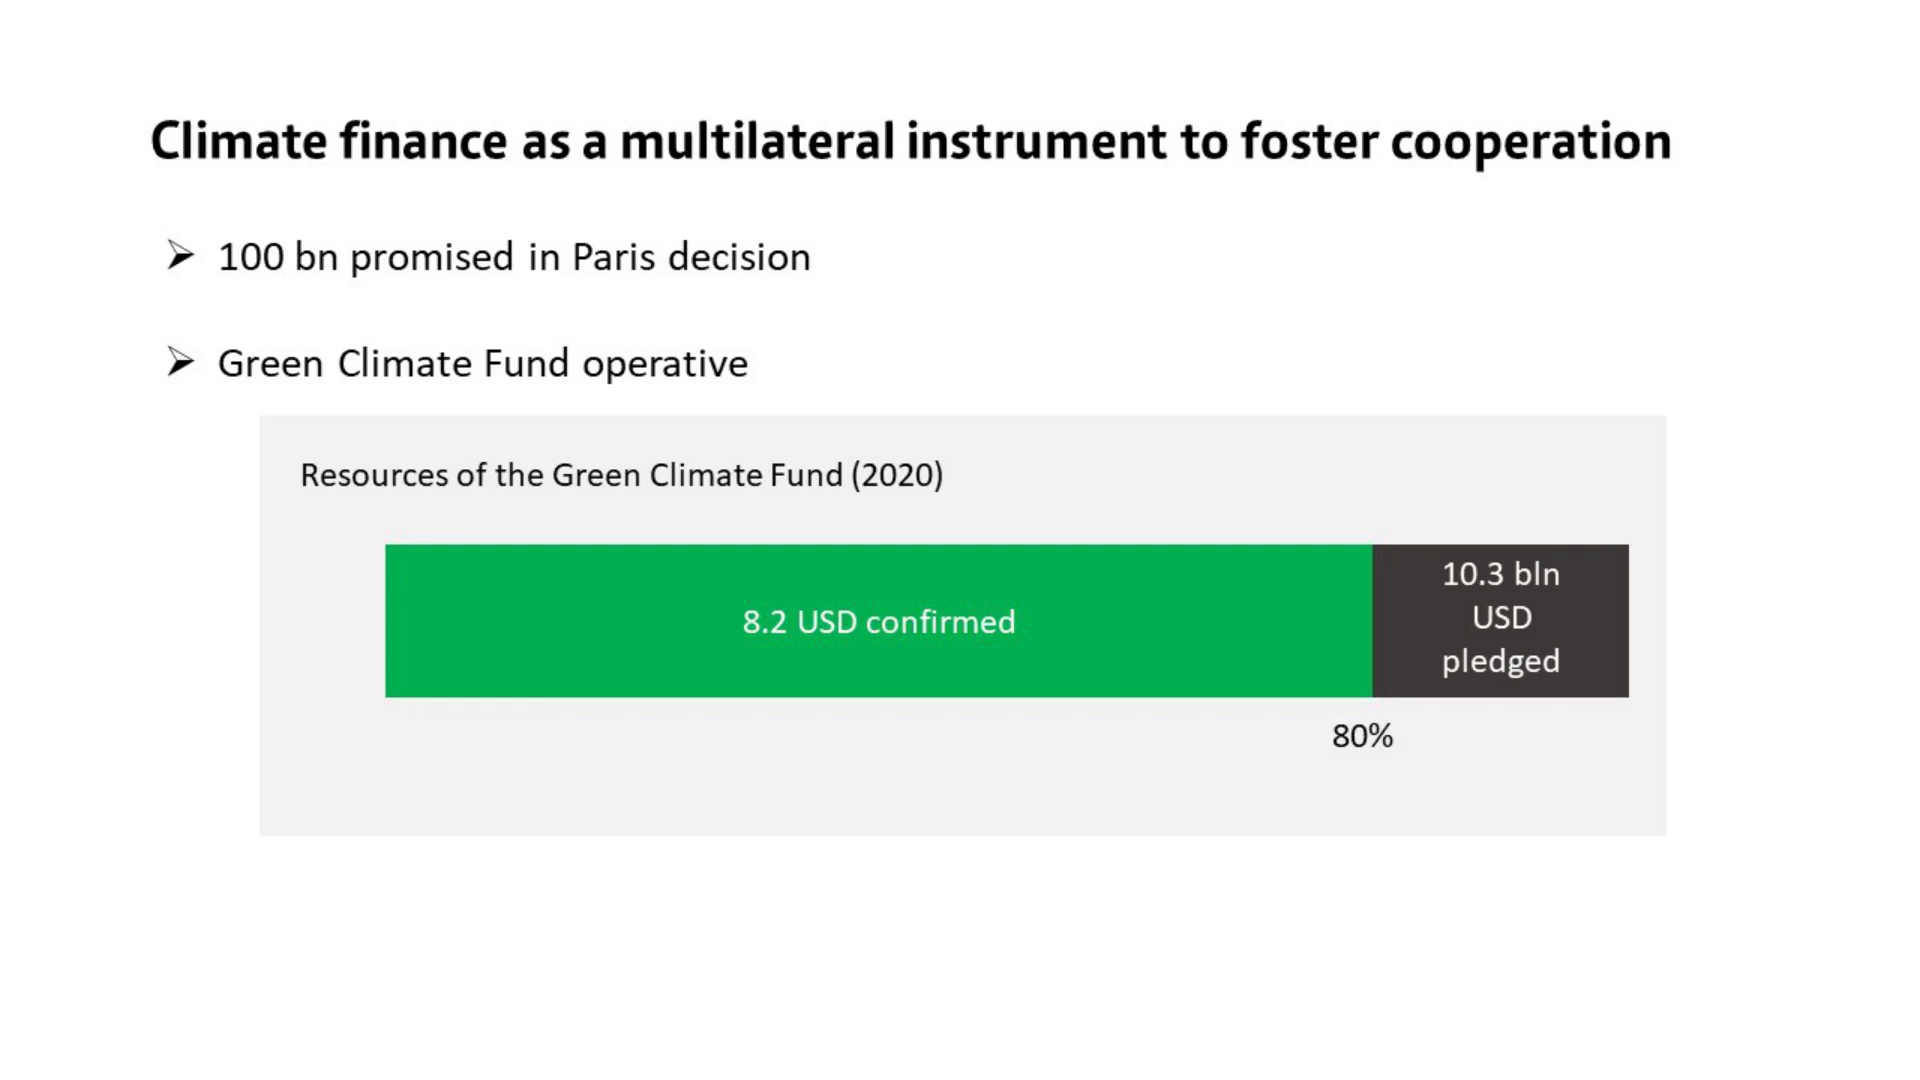 Climate finance as a multilateral instrument to foster cooperation
➢ 100 bn promised in Paris decision
➢ Green Climate Fund operative
Resources of the Green Climate Fund (2020)
8.2 USD confirmed
10.3 bln
USD
pledged
80%